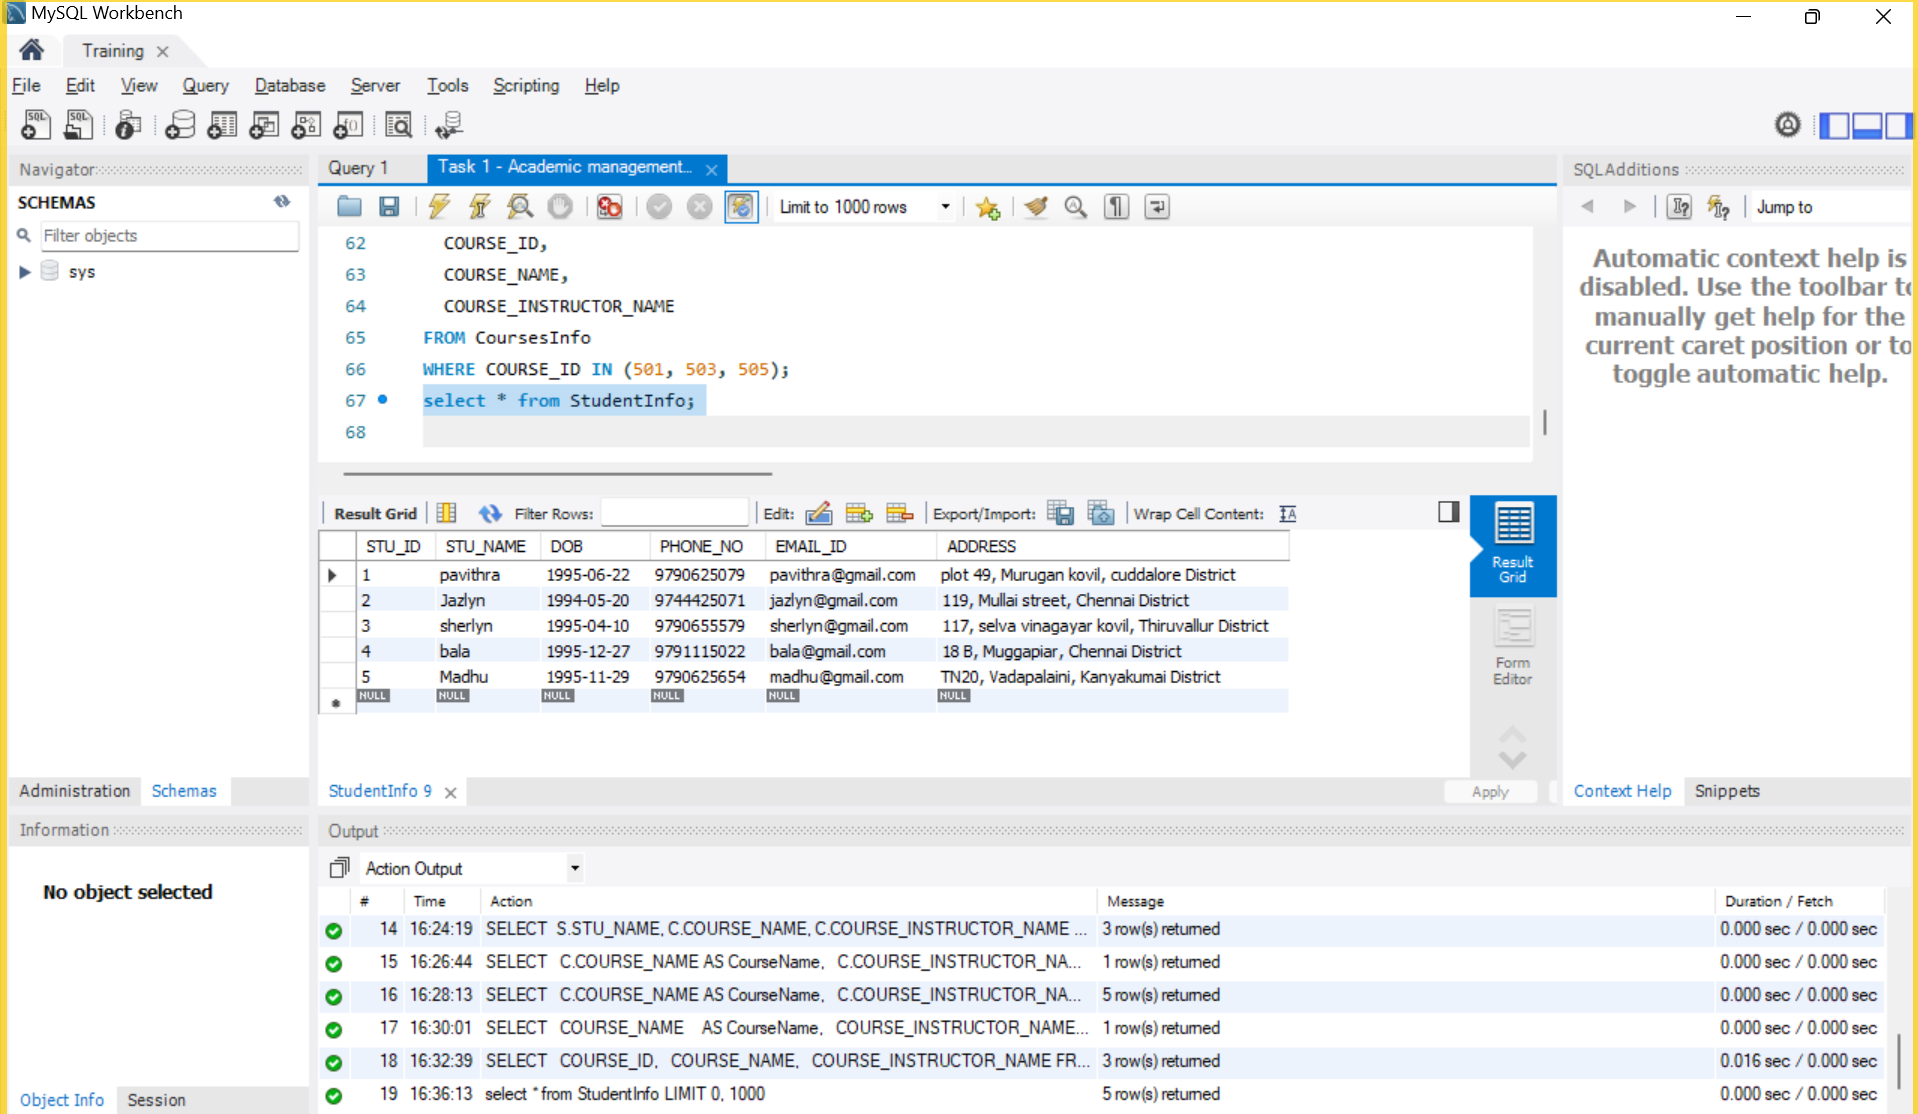 MySQL Workbench
Training
File Edit View Query Database Server Tools Scripting Help
Navigator
SCHEMAS
Filter objects
sys
Administration Schemas
Information
No object selected
Object Info Session
Query 1 Task 1 - Academic management...
Limit to 1000 rows
62 COURSE_ID,
63 COURSE_NAME,
64 COURSE_INSTRUCTOR_NAME
65 FROM CoursesInfo
66 WHERE COURSE_ID IN (501, 503, 505);
67 select * from StudentInfo;
68
Result Grid Filter Rows: Edit: Export/Import: Wrap Cell Content:
STU_ID STU_NAME DOB PHONE_NO EMAIL_ID ADDRESS
1 pavithra 1995-06-22 9790625079 pavithra@gmail.com plot 49, Murugan kovil, cuddalore District
2 Jazlyn 1994-05-20 9744425071 jazlyn@gmail.com 119, Mullai street, Chennai District
3 sherlyn 1995-04-10 9790655579 sherlyn@gmail.com 117, selva vinagayar kovil, Thiruvallur District
4 bala 1995-12-27 9791115022 bala@gmail.com 18 B, Muggapiar, Chennai District
5 Madhu 1995-11-29 9790625654 madhu@gmail.com TN20, Vadapalaini, Kanyakumai District
NULL NULL NULL NULL NULL NULL
Result
Grid
Form
Editor
StudentInfo 9
Apply
SQLAdditions
Jump to
Automatic context help is
disabled. Use the toolbar to
manually get help for the
current caret position or to
toggle automatic help.
Context Help Snippets
Output
Action Output
# Time Action Message Duration / Fetch
14 16:24:19 SELECT S.STU_NAME, C.COURSE_NAME, C.COURSE_INSTRUCTOR_NAME ... 3 row(s) returned 0.000 sec / 0.000 sec
15 16:26:44 SELECT C.COURSE_NAME AS CourseName, C.COURSE_INSTRUCTOR_NA... 1 row(s) returned 0.000 sec / 0.000 sec
16 16:28:13 SELECT C.COURSE_NAME AS CourseName, C.COURSE_INSTRUCTOR_NA... 5 row(s) returned 0.000 sec / 0.000 sec
17 16:30:01 SELECT COURSE_NAME AS CourseName, COURSE_INSTRUCTOR_NAME... 1 row(s) returned 0.000 sec / 0.000 sec
18 16:32:39 SELECT COURSE_ID, COURSE_NAME, COURSE_INSTRUCTOR_NAME FR... 3 row(s) returned 0.016 sec / 0.000 sec
19 16:36:13 select * from StudentInfo LIMIT 0, 1000 5 row(s) returned 0.000 sec / 0.000 sec